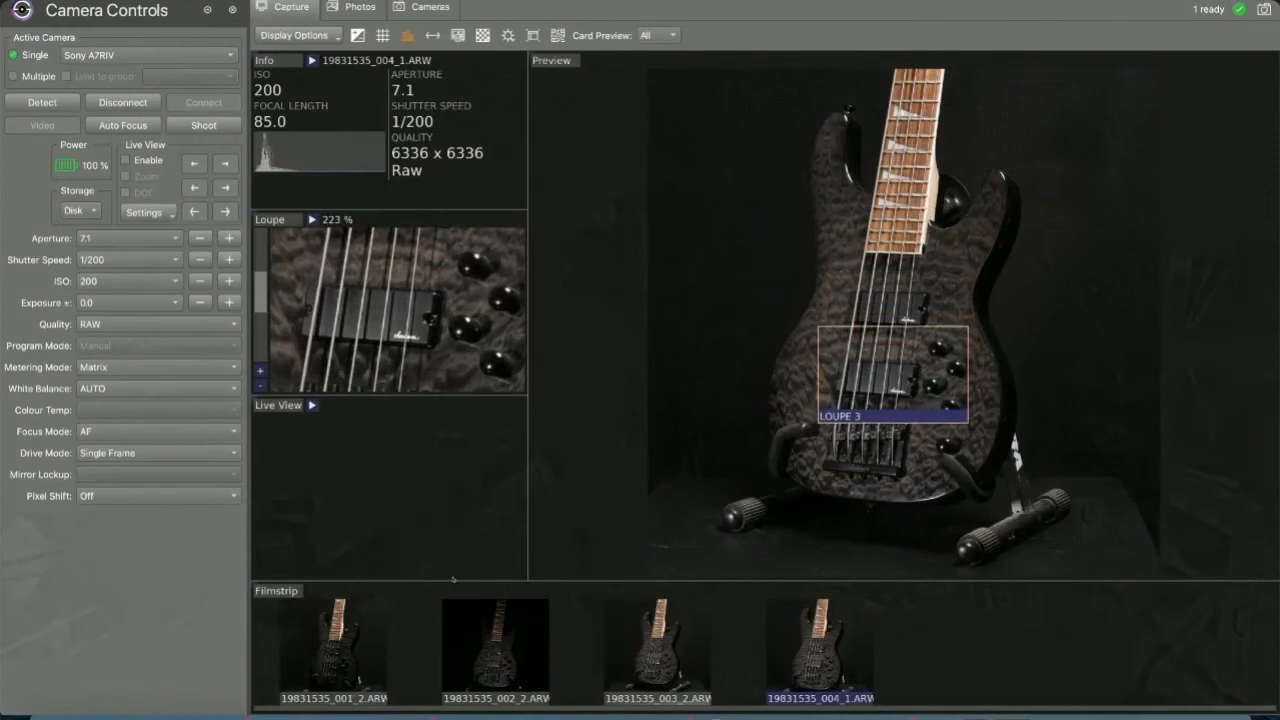 Camera Controls
Active Camera
Single
Sony A7RIV
Multiple
Limit to group:
Detect
Disconnect
Connect
Video
Auto Focus
Shoot
Power
100 %
Live View
Enable
Zoom
DOF
Storage
Disk
Settings
Aperture: 7.1
Shutter Speed: 1/200
ISO: 200
Exposure ±: 0.0
Quality: RAW
Program Mode: Manual
Metering Mode: Matrix
White Balance: AUTO
Colour Temp:
Focus Mode: AF
Drive Mode: Single Frame
Mirror Lockup:
Pixel Shift: Off
Capture
Photos
Cameras
1 ready
Display Options
Card Preview: All
Info
19831535_004_1.ARW
ISO
200
FOCAL LENGTH
85.0
APERTURE
7.1
SHUTTER SPEED
1/200
QUALITY
6336 x 6336
Raw
Loupe
223 %
+
-
Live View
Preview
LOUPE 3
Filmstrip
19831535_001_2.ARW
19831535_002_2.ARW
19831535_003_2.ARW
19831535_004_1.ARW